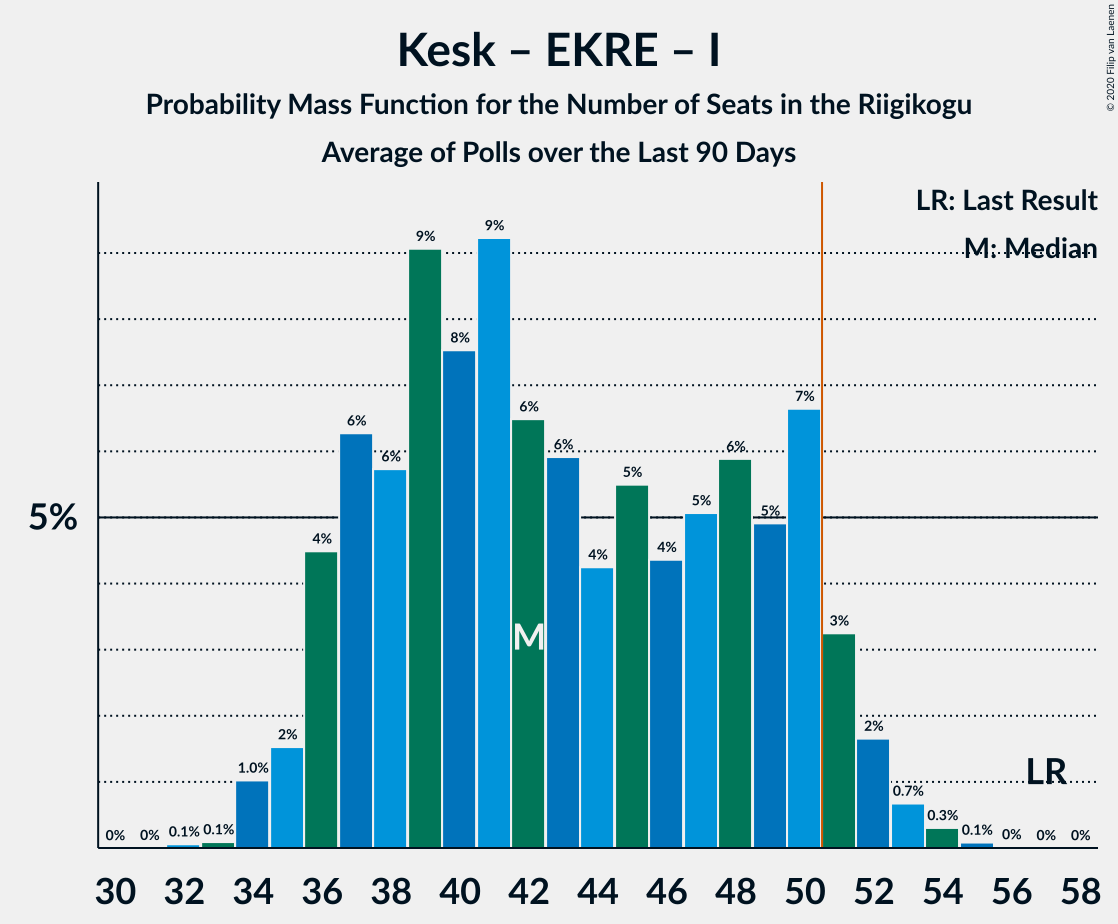 Kesk – EKRE – I
Probability Mass Function for the Number of Seats in the Riigikogu
Average of Polls over the Last 90 Days
© 2020 Filip van Laenen
LR: Last Result
M: Median
5%
0% 0% 0.1% 0.1% 1.0% 2% 4% 6% 6% 9% 8% 9% 6% 6% 4% 5% 4% 5% 6% 5% 7% 3% 2% 0.7% 0.3% 0.1% 0% 0% 0%
M
LR
30 32 34 36 38 40 42 44 46 48 50 52 54 56 58